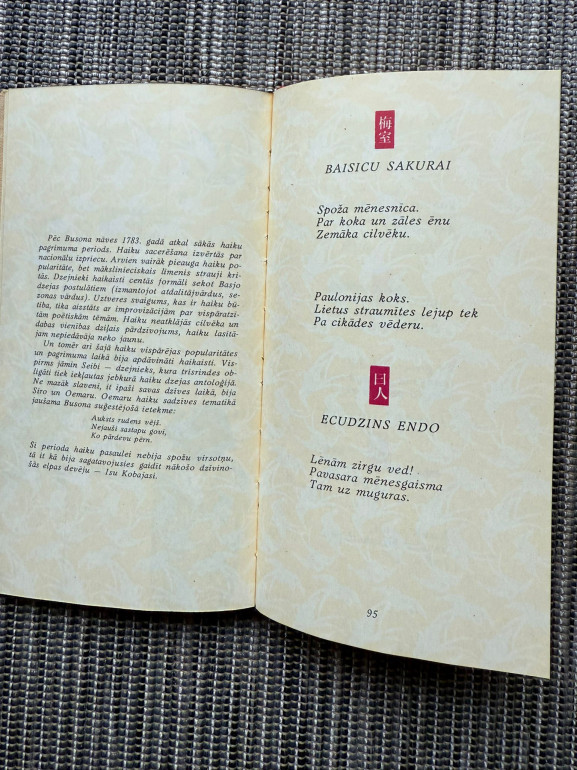 Pēc Busona nāves 1783. gadā atkal sākās haiku
pagrimuma periods. Haiku sacerēšana izvērtās par
nacionālu izpriecu. Arvien vairāk pieauga haiku po-
pularitāte, bet mākslinieciskais līmenis strauji kri-
tās. Dzejnieki haikaisti centās formāli sekot Basjo
dzejas postulātiem (izmantojot atdalītājvārdus, se-
zonas vārdus). Uztveres svaigums, kas ir haiku bū-
tība, tika aizstāts ar improvizācijām par vispāratzī-
tām poētiskām tēmām. Haiku neatklājās cilvēka un
dabas vienības dziļais pārdzīvojums, haiku lasītā-
jam nepiedāvāja neko jaunu.
Un tomēr arī šajā haiku vispārējas popularitātes
un pagrimuma laikā bija apdāvināti haikaisti. Vis-
pirms jāmin Seibi — dzejnieks, kura trīsrindes ob-
ligāti tiek iekļautas jebkurā haiku dzejas antoloģijā.
Ne mazāk slaveni, it īpaši savas dzīves laikā, bija
Siro un Oemaru. Oemaru haiku sadzīves tematikā
jaušama Busona suģestējošā ietekme:
Auksts rudens vējš.
Nejauši sastapu govi,
Ko pārdevu pērn.
Šī perioda haiku pasaulei nebija spožu virsotņu,
tā it kā bija sagatavojusies gaidīt nākošo dzīvino-
šās elpas devēju — Isu Kobajasi.
梅室
BAISICU SAKURAI
Spoža mēnesnīca.
Par koka un zāles ēnu
Zemāka cilvēku.
Paulonijas koks.
Lietus straumītes lejup tek
Pa cikādes vēderu.
曰人
ECUDZINS ENDO
Lēnām zirgu ved!
Pavasara mēnesgaisma
Tam uz muguras.
95